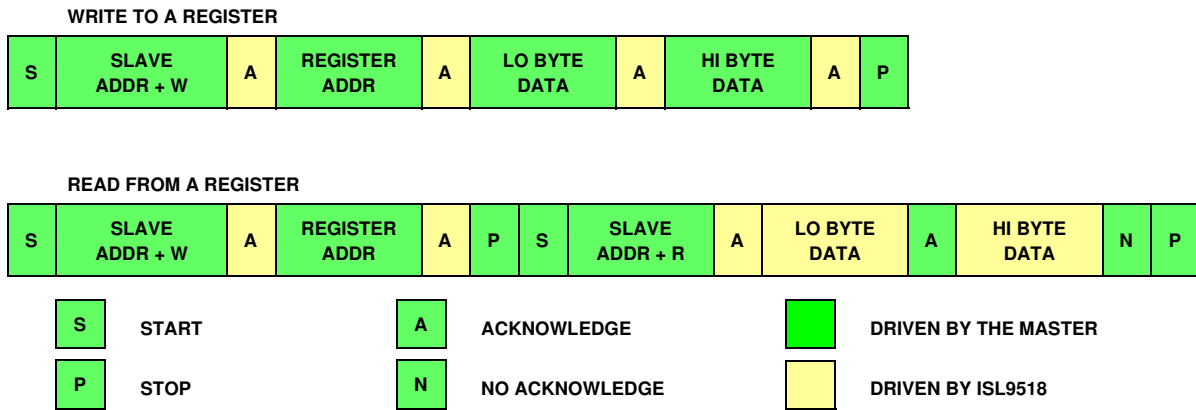 WRITE TO A REGISTER
S SLAVE A REGISTER A LO BYTE A HI BYTE A P
ADDR + W ADDR DATA DATA
READ FROM A REGISTER
S SLAVE A REGISTER A P S SLAVE A LO BYTE A HI BYTE N P
ADDR + W ADDR ADDR + R DATA DATA
S START A ACKNOWLEDGE DRIVEN BY THE MASTER
P STOP N NO ACKNOWLEDGE DRIVEN BY ISL9518